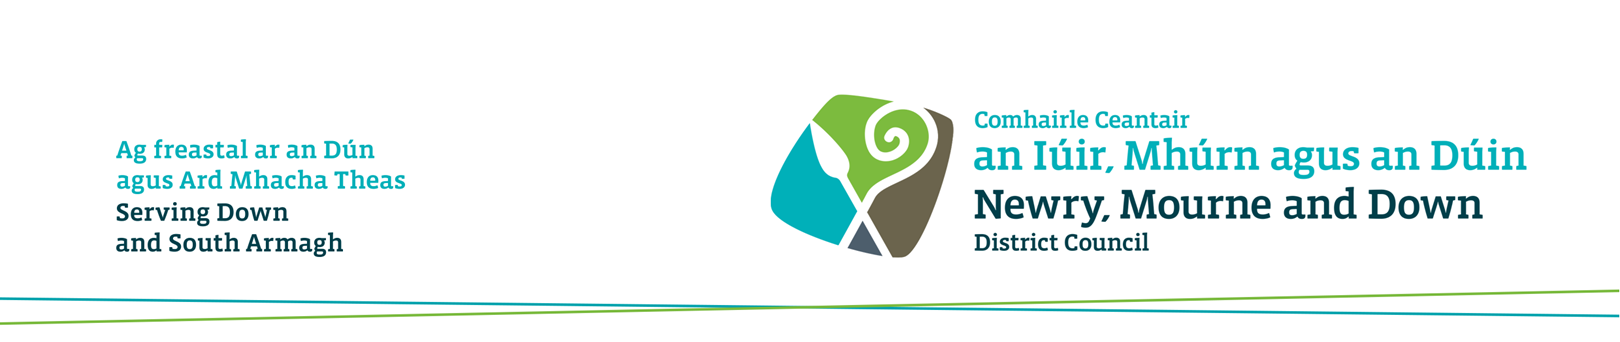 Ag freastal ar an Dún
agus Ard Mhacha Theas
Serving Down
and South Armagh
Comhairle Ceantair
an Iúir, Mhúrn agus an Dúin
Newry, Mourne and Down
District Council